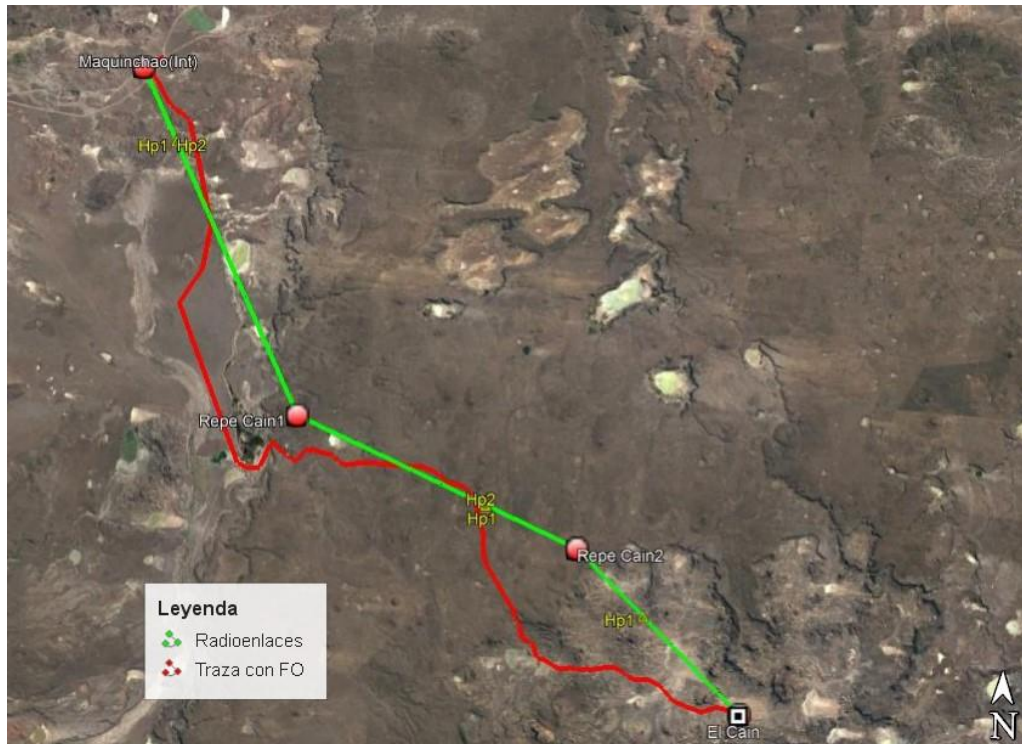 Maquinchao(Int)
Hp1 Hp2
Repe Cain1
Hp2
Hp1
Repe Cain2
Hp1
El Cain
Leyenda
Radioenlaces
Traza con FO
N